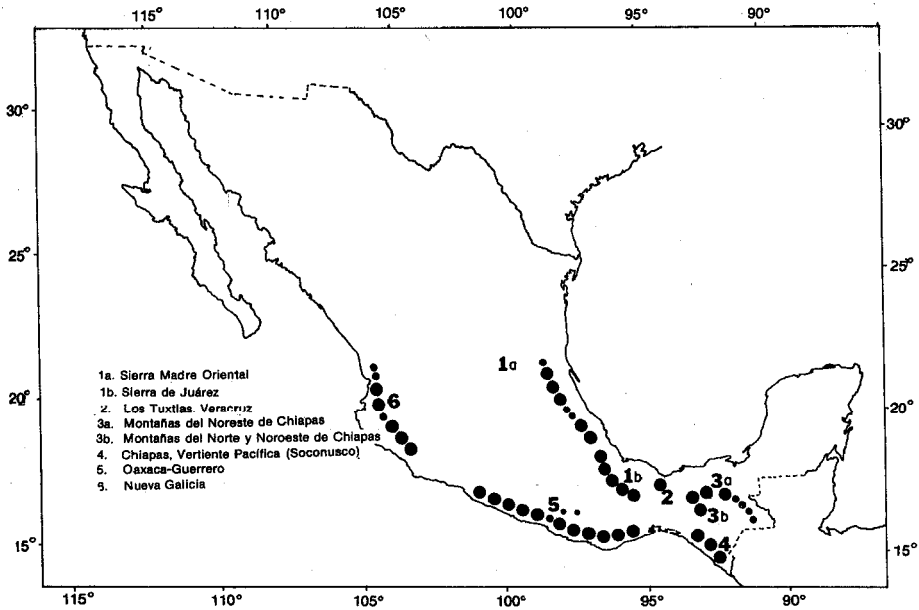 115° 110° 105° 100° 95° 90°
30° 30°
25° 25°
20° 20°
15° 15°
1a
6
1b
2
3a
3b
5
4
1a. Sierra Madre Oriental
1b. Sierra de Juárez
2. Los Tuxtlas, Veracruz
3a. Montañas del Noreste de Chiapas
3b. Montañas del Norte y Noroeste de Chiapas
4. Chiapas, Vertiente Pacífica (Soconusco)
5. Oaxaca-Guerrero
6. Nueva Galicia
115° 110° 105° 100° 95° 90°